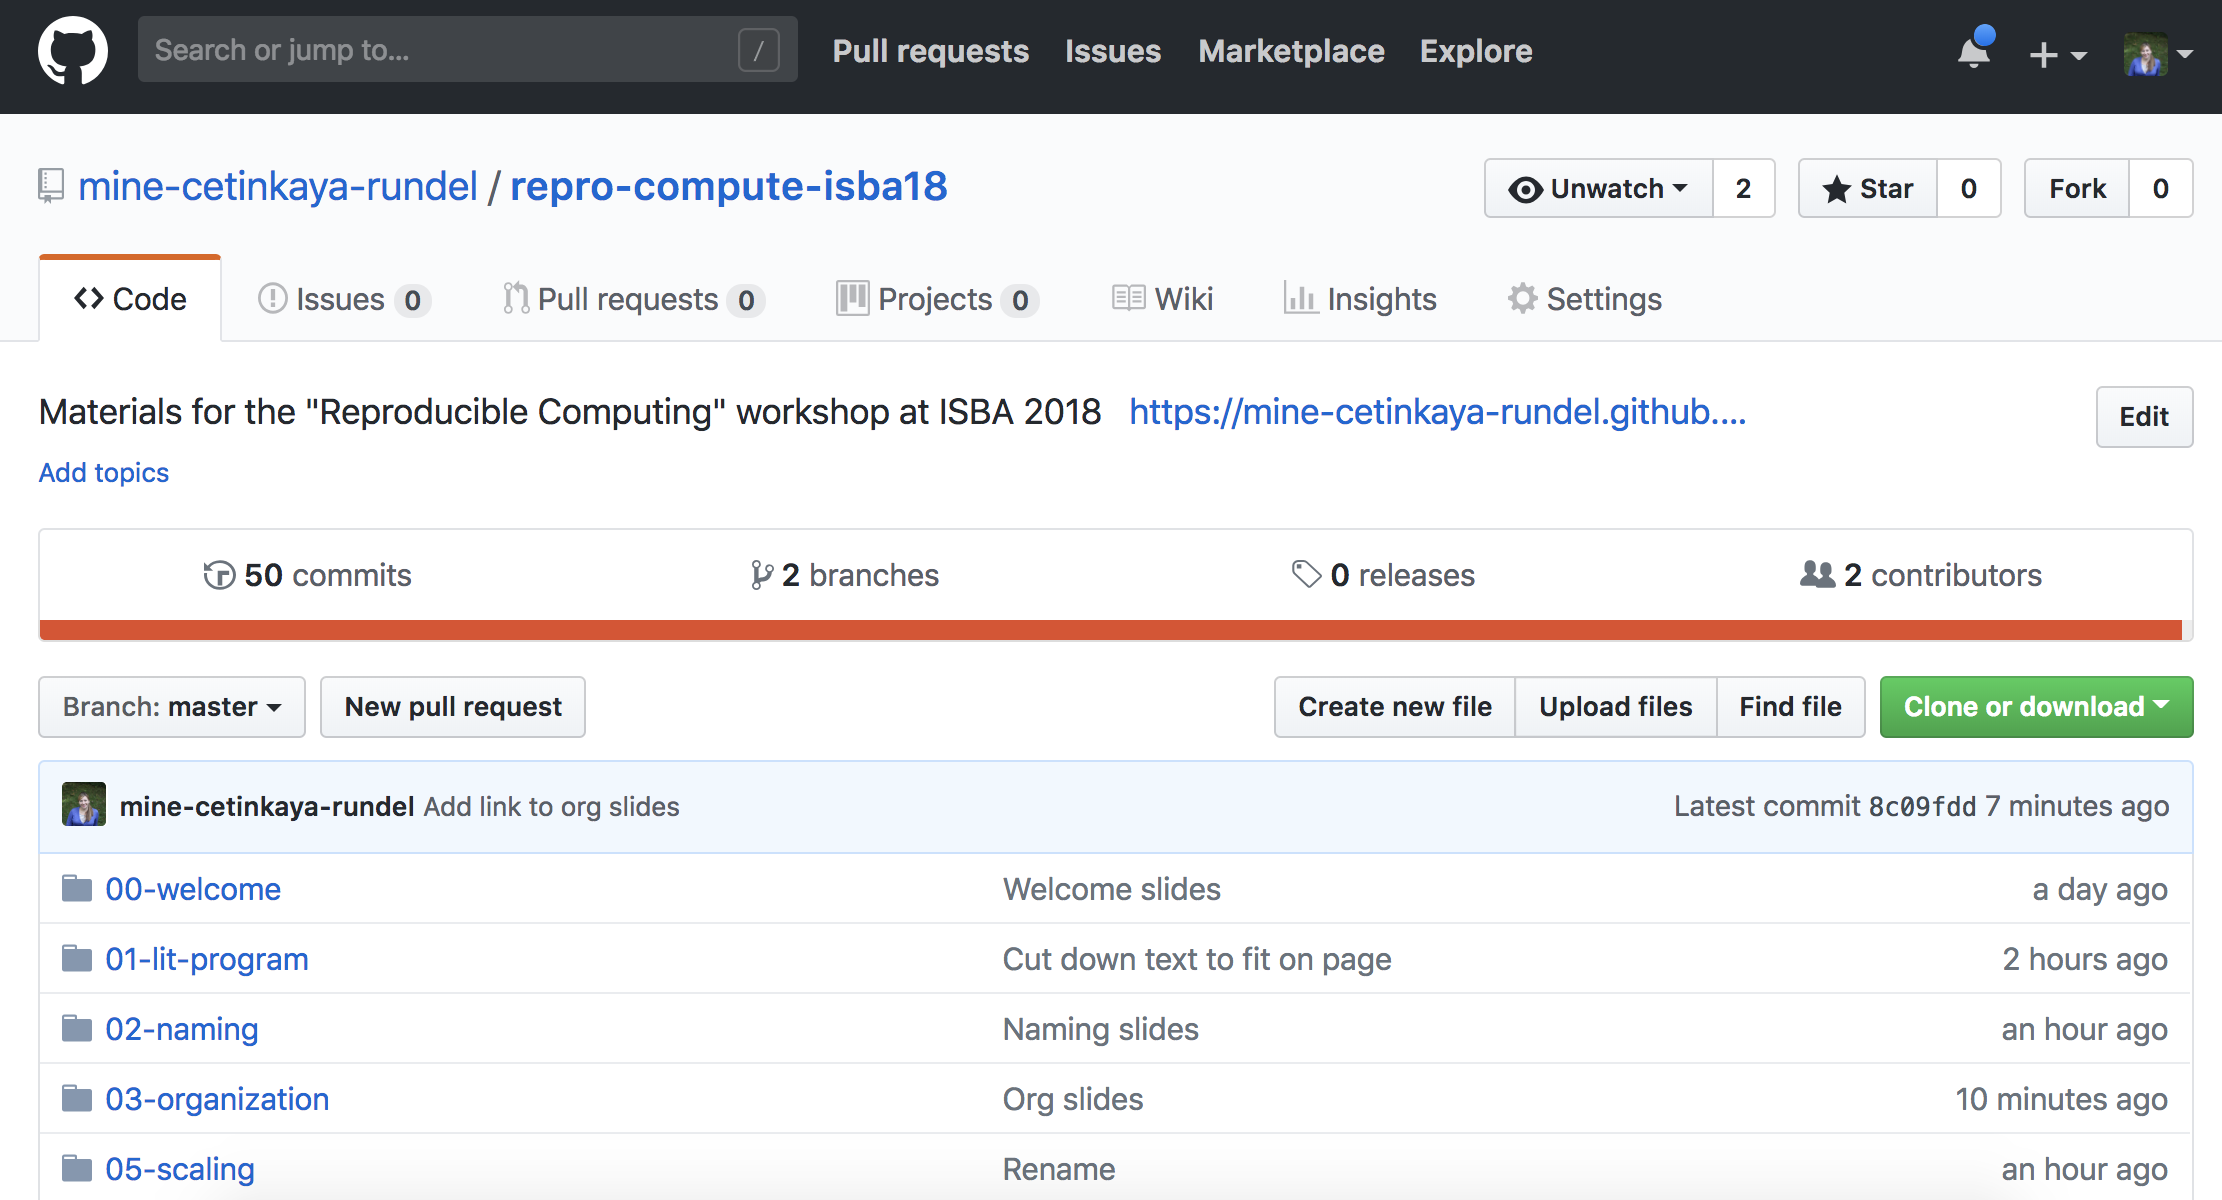 Search or jump to... / Pull requests Issues Marketplace Explore
mine-cetinkaya-rundel / repro-compute-isba18 Unwatch 2 Star 0 Fork 0
Code Issues 0 Pull requests 0 Projects 0 Wiki Insights Settings
Materials for the "Reproducible Computing" workshop at ISBA 2018 https://mine-cetinkaya-rundel.github.... Edit
Add topics
50 commits 2 branches 0 releases 2 contributors
Branch: master New pull request Create new file Upload files Find file Clone or download
mine-cetinkaya-rundel Add link to org slides Latest commit 8c09fdd 7 minutes ago
00-welcome Welcome slides a day ago
01-lit-program Cut down text to fit on page 2 hours ago
02-naming Naming slides an hour ago
03-organization Org slides 10 minutes ago
05-scaling Rename an hour ago